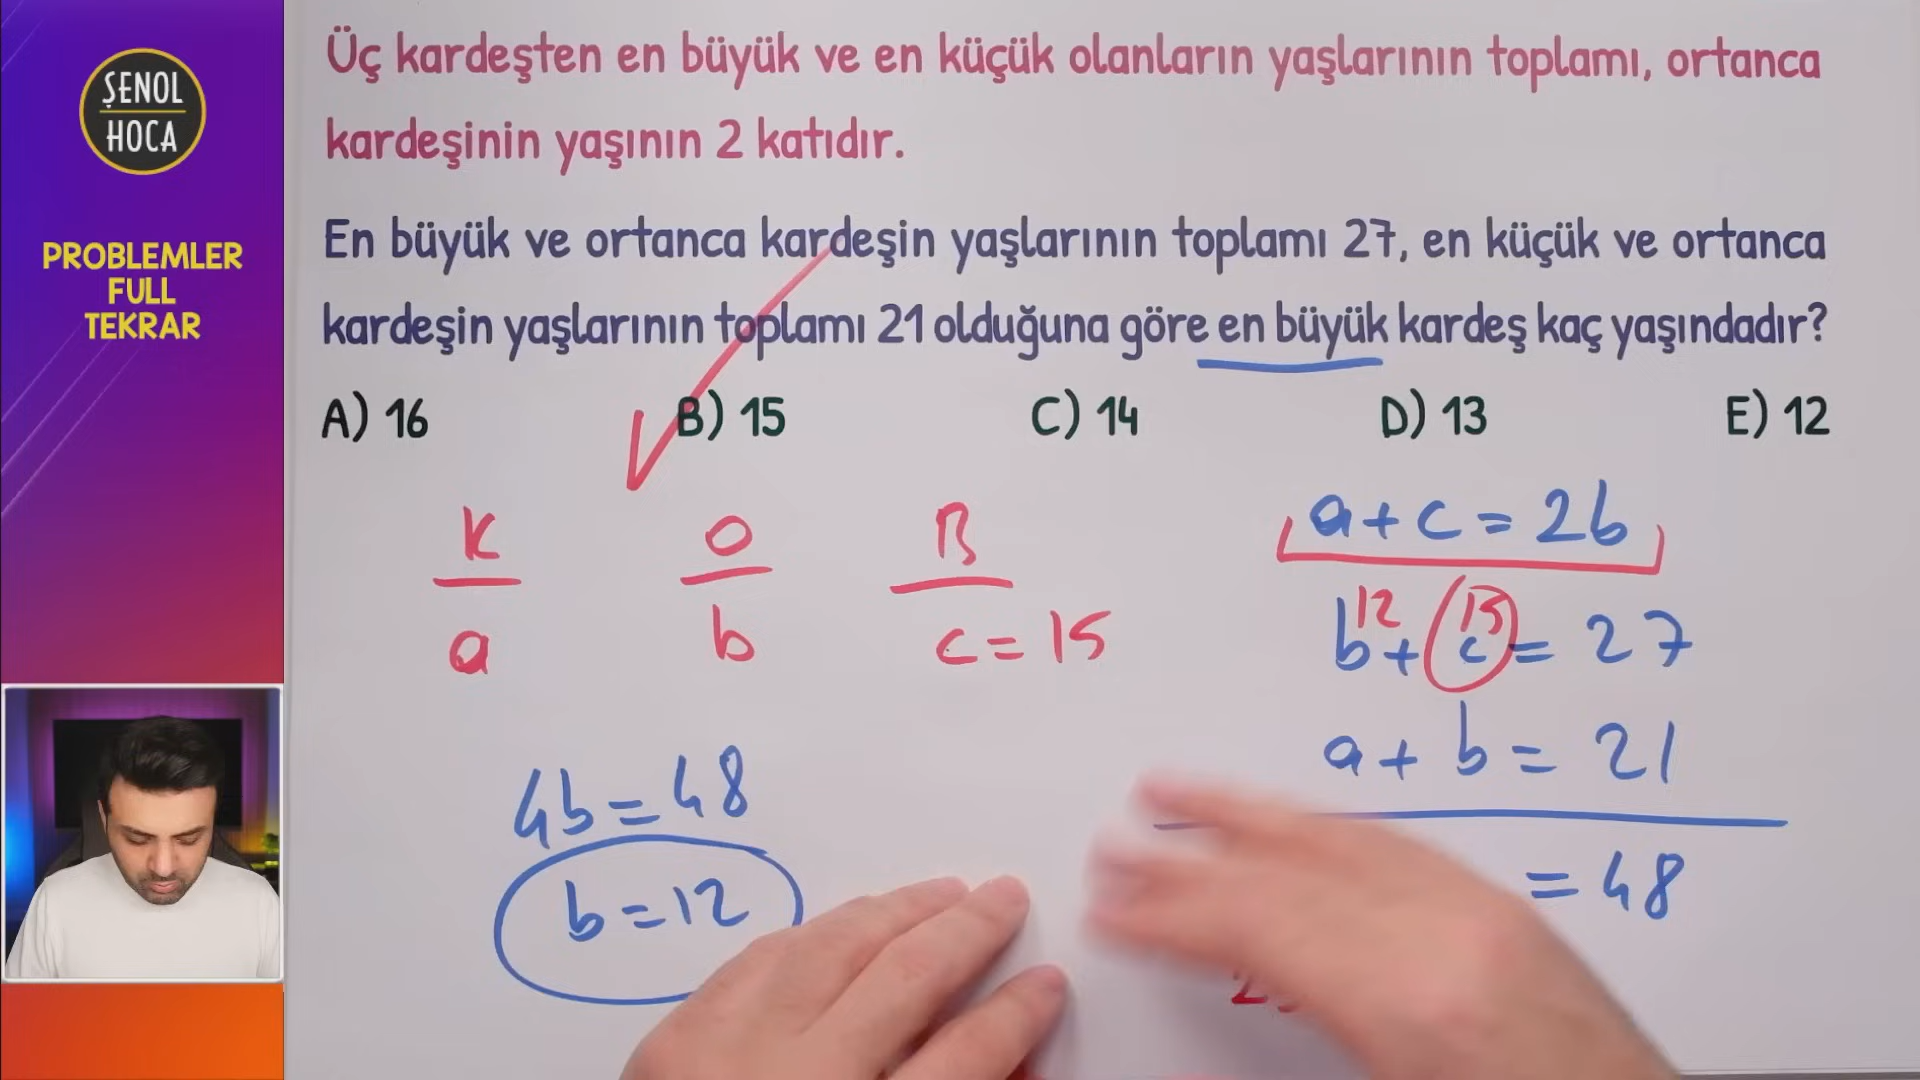 ŞENOL
HOCA
PROBLEMLER
FULL
TEKRAR
Üç kardeşten en büyük ve en küçük olanların yaşlarının toplamı, ortanca
kardeşinin yaşının 2 katıdır.
En büyük ve ortanca kardeşin yaşlarının toplamı 27, en küçük ve ortanca
kardeşin yaşlarının toplamı 21 olduğuna göre en büyük kardeş kaç yaşındadır?
A) 16 B) 15 C) 14 D) 13 E) 12
K O B
a b c = 15
a + c = 2b
12 15
b + c = 27
a + b = 21
= 48
4b = 48
b = 12